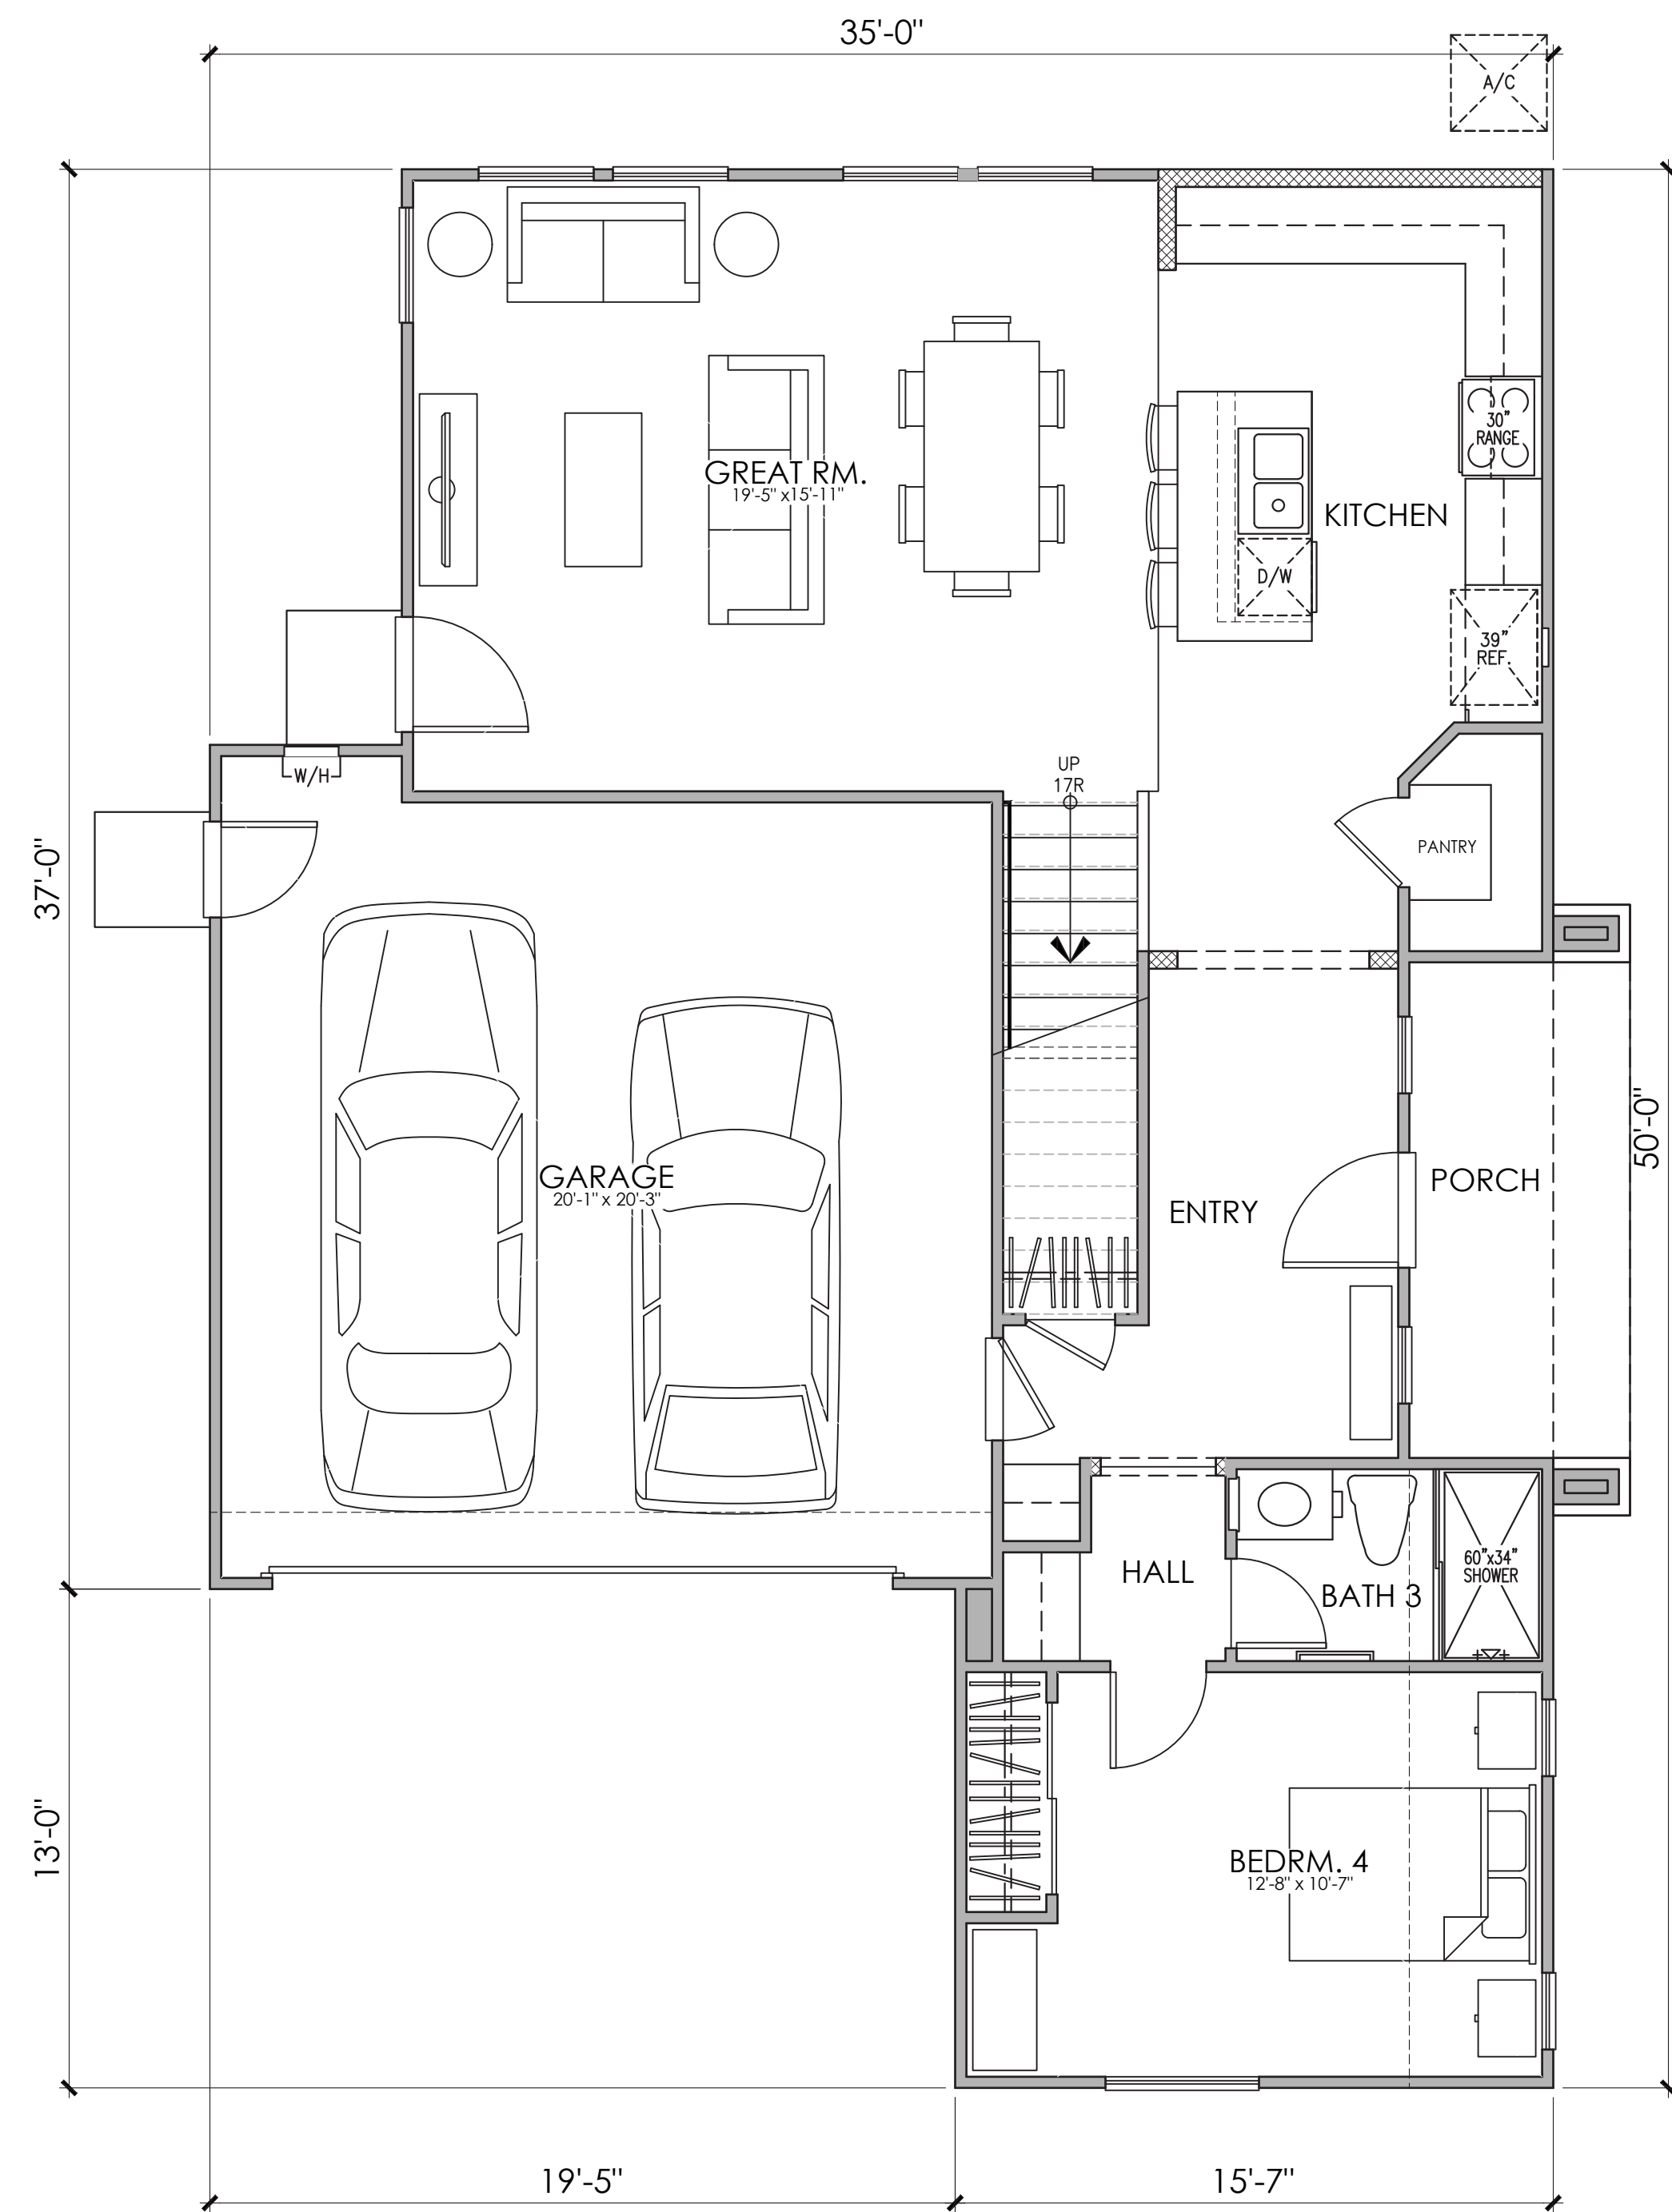 35'-0"
A/C
30"
RANGE
GREAT RM.
19'-5" x15'-11"
KITCHEN
D/W
39"
REF.
UP
17R
W/H
PANTRY
37'-0"
50'-0"
GARAGE
20'-1" x 20'-3"
PORCH
ENTRY
HALL
60"x34"
SHOWER
BATH 3
13'-0"
BEDRM. 4
12'-8" x 10'-7"
19'-5"
15'-7"